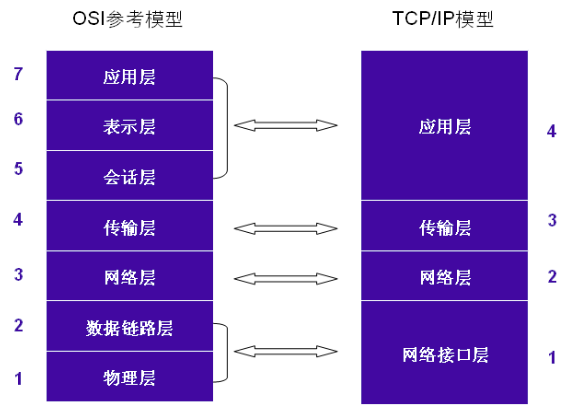 OSI参考模型
TCP/IP模型
7
应用层
6
表示层
5
会话层
4
传输层
3
网络层
2
数据链路层
1
物理层
应用层
4
传输层
3
网络层
2
网络接口层
1